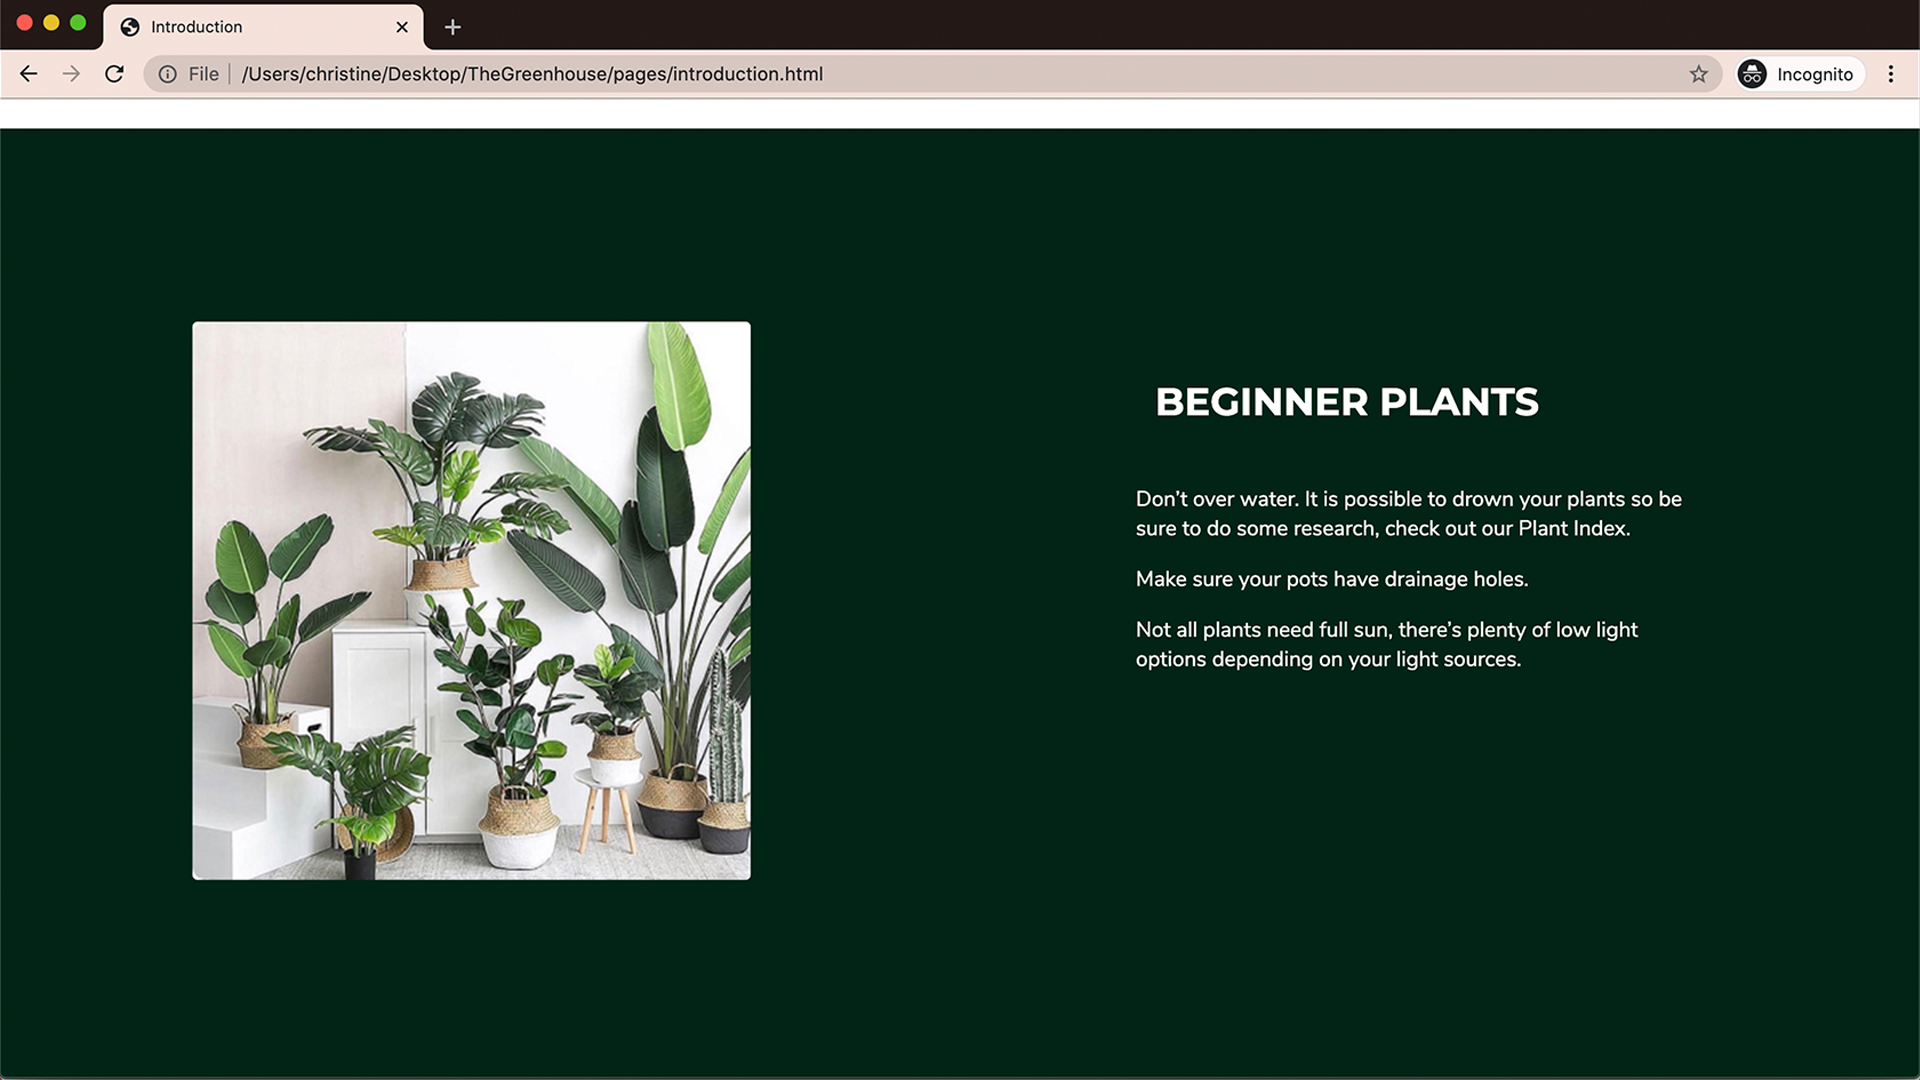 Introduction
File
/Users/christine/Desktop/TheGreenhouse/pages/introduction.html
Incognito
BEGINNER PLANTS
Don’t over water. It is possible to drown your plants so be
sure to do some research, check out our Plant Index.
Make sure your pots have drainage holes.
Not all plants need full sun, there’s plenty of low light
options depending on your light sources.